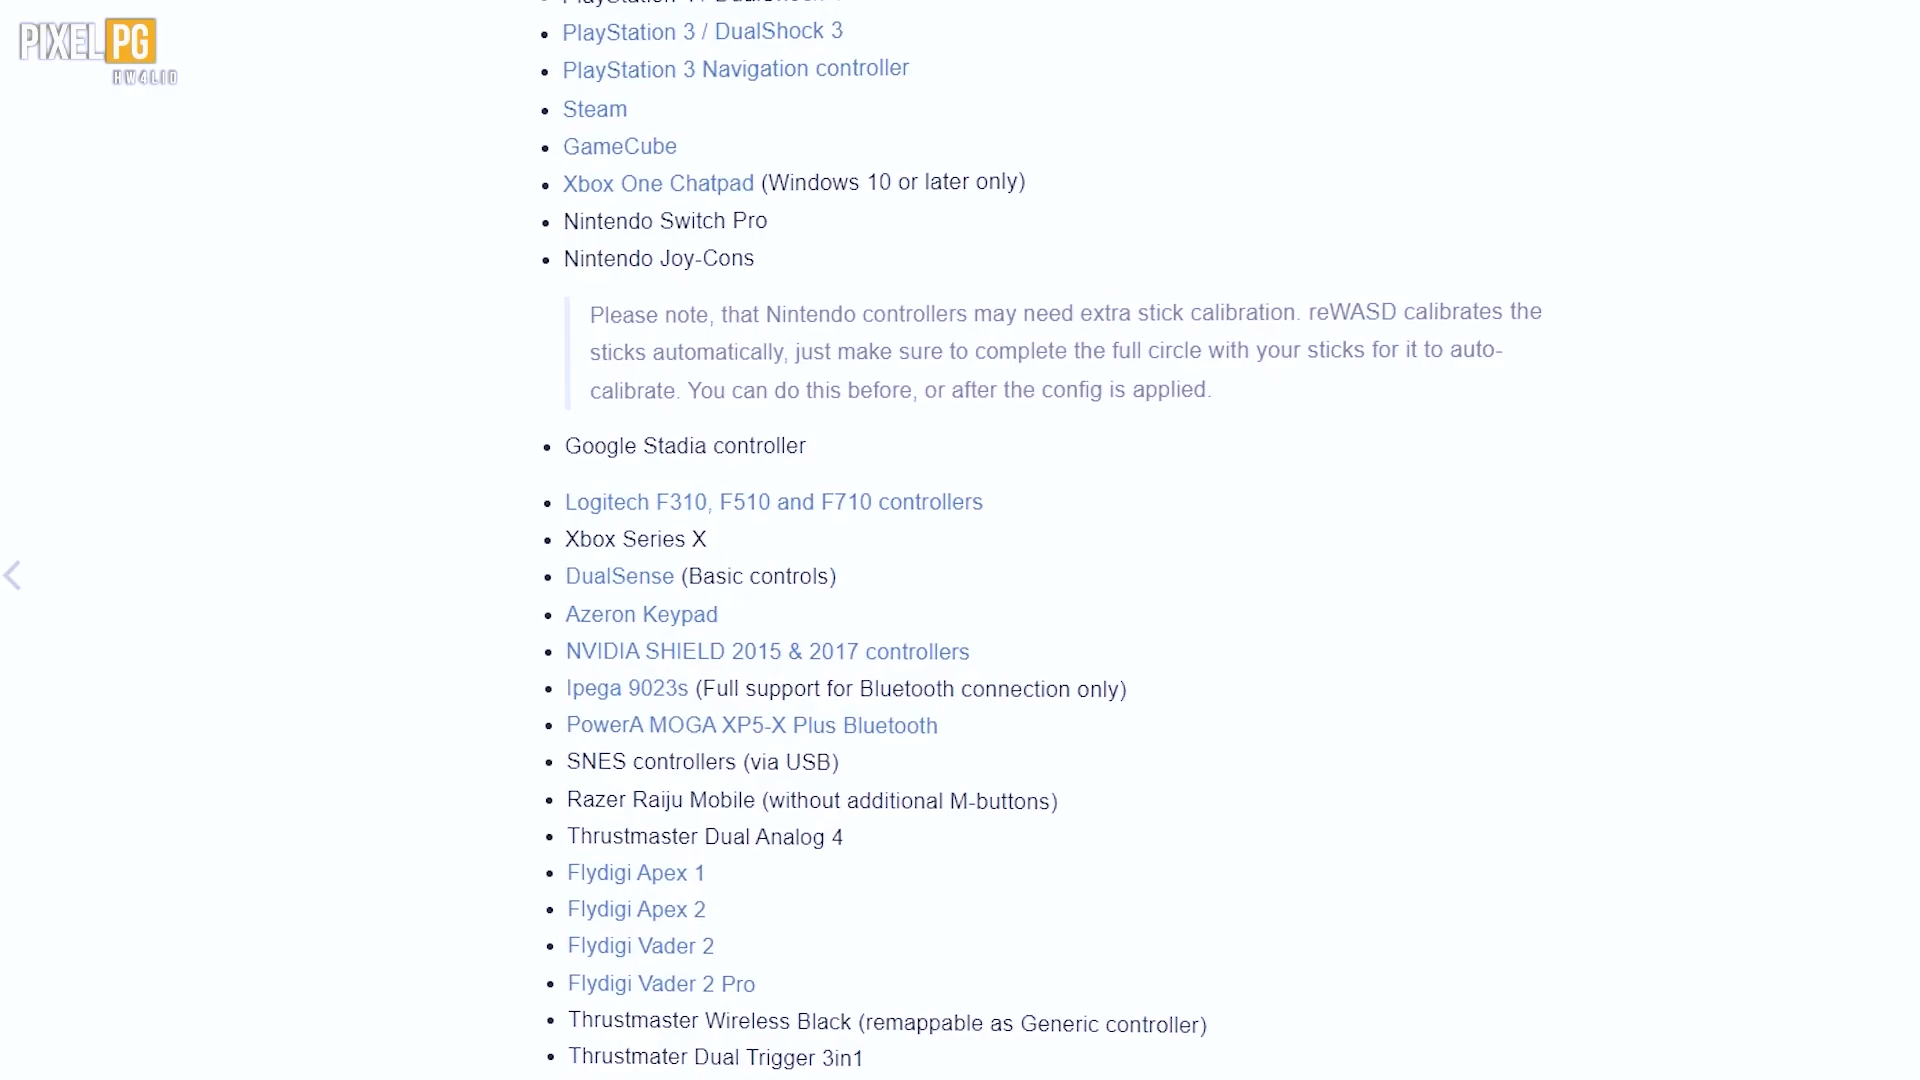 PIXEL PG
HW4LID
PlayStation 3 / DualShock 3
PlayStation 3 Navigation controller
Steam
GameCube
Xbox One Chatpad (Windows 10 or later only)
Nintendo Switch Pro
Nintendo Joy-Cons
Please note, that Nintendo controllers may need extra stick calibration. reWASD calibrates the
sticks automatically, just make sure to complete the full circle with your sticks for it to auto-
calibrate. You can do this before, or after the config is applied.
Google Stadia controller
Logitech F310, F510 and F710 controllers
Xbox Series X
DualSense (Basic controls)
Azeron Keypad
NVIDIA SHIELD 2015 & 2017 controllers
Ipega 9023s (Full support for Bluetooth connection only)
PowerA MOGA XP5-X Plus Bluetooth
SNES controllers (via USB)
Razer Raiju Mobile (without additional M-buttons)
Thrustmaster Dual Analog 4
Flydigi Apex 1
Flydigi Apex 2
Flydigi Vader 2
Flydigi Vader 2 Pro
Thrustmaster Wireless Black (remappable as Generic controller)
Thrustmater Dual Trigger 3in1